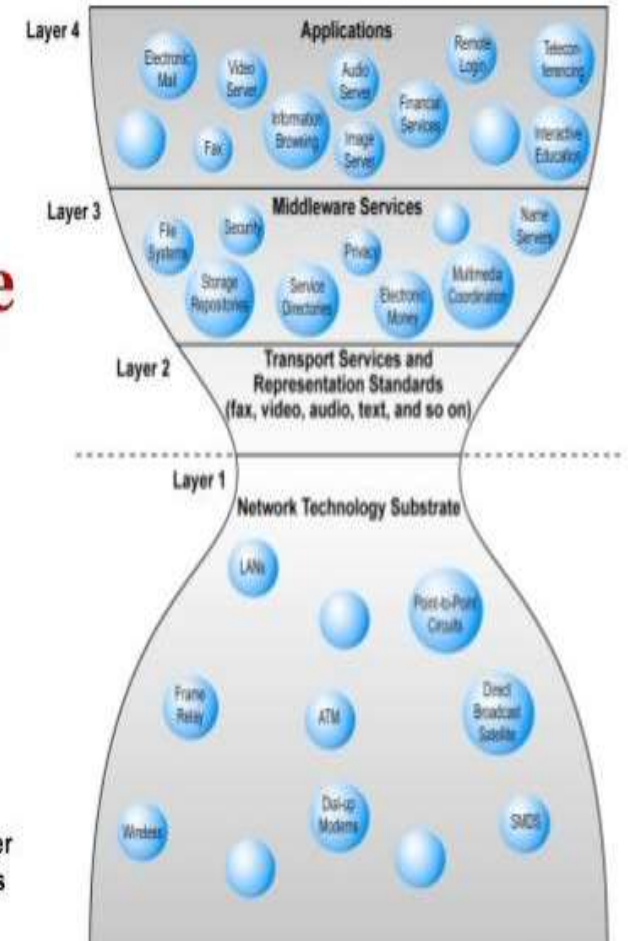 Layer 4
Applications
Electronic
Mail
Video
Server
Audio
Server
Remote
Login
Telecon-
ferencing
Information
Browsing
Financial
Services
Fax
Image
Server
Interactive
Education
Layer 3
Middleware Services
File
Systems
Security
Privacy
Name
Servers
Storage
Repositories
Service
Directories
Electronic
Money
Multimedia
Coordination
e
Layer 2
Transport Services and
Representation Standards
(fax, video, audio, text, and so on)
Layer 1
Network Technology Substrate
LANs
Point-to-Point
Circuits
Frame
Relay
ATM
Direct
Broadcast
Satellite
Wireless
Dial-up
Modems
SMDS
er
s